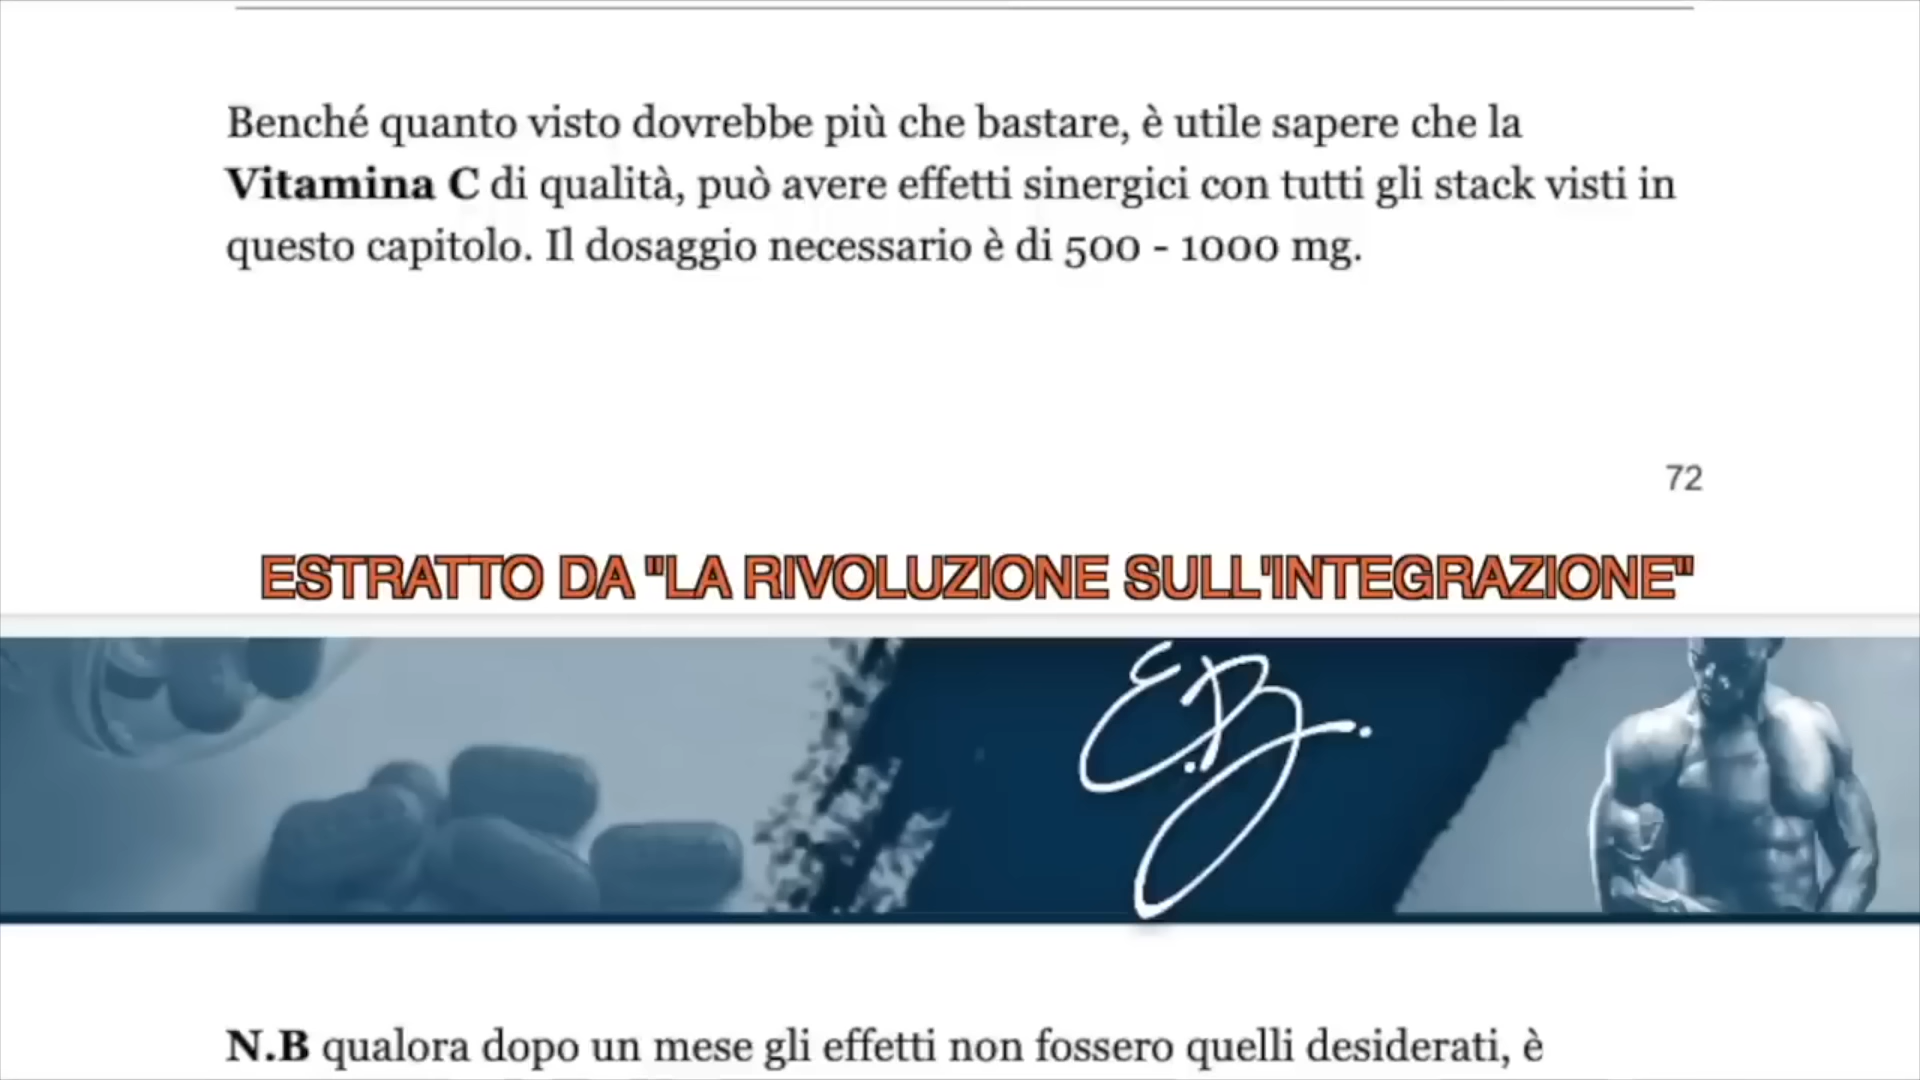 Benché quanto visto dovrebbe più che bastare, è utile sapere che la
Vitamina C di qualità, può avere effetti sinergici con tutti gli stack visti in
questo capitolo. Il dosaggio necessario è di 500 - 1000 mg.
72
ESTRATTO DA "LA RIVOLUZIONE SULL'INTEGRAZIONE"
E.B.
N.B qualora dopo un mese gli effetti non fossero quelli desiderati, è